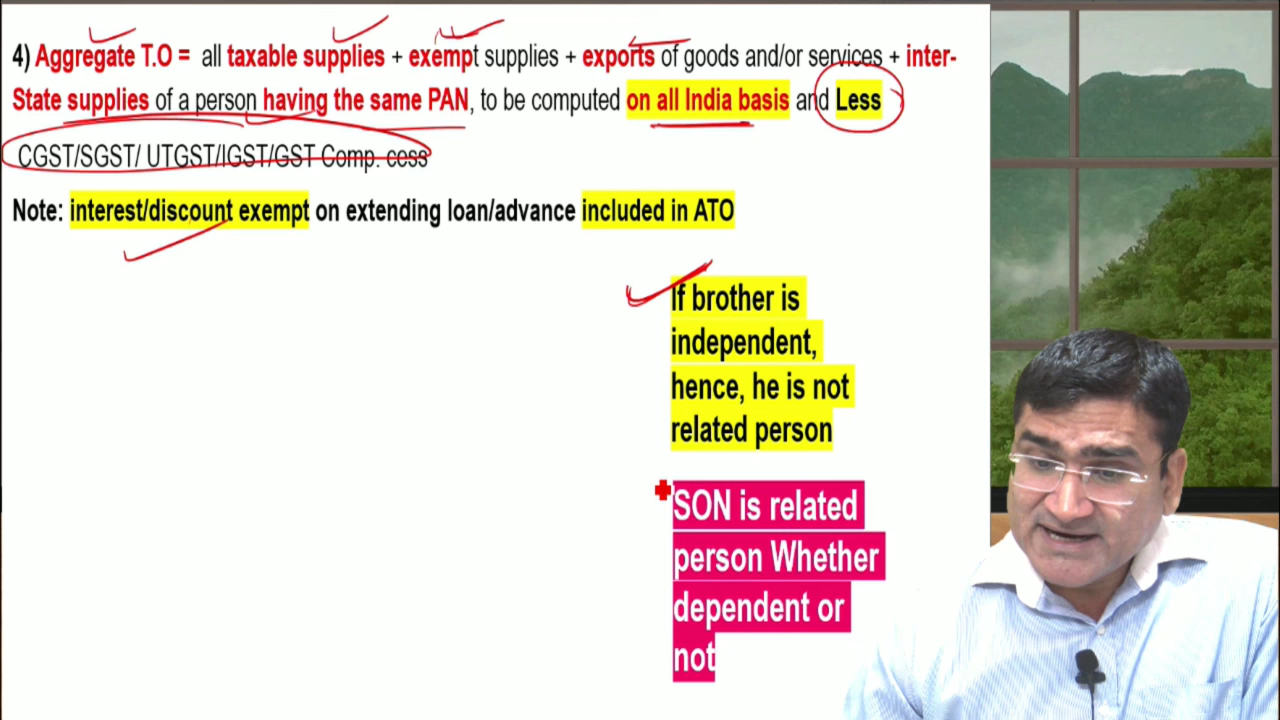 4) Aggregate T.O = all taxable supplies + exempt supplies + exports of goods and/or services + inter-
State supplies of a person having the same PAN, to be computed on all India basis and Less
CGST/SGST/ UTGST/IGST/GST Comp. cess
Note: interest/discount exempt on extending loan/advance included in ATO
If brother is
independent,
hence, he is not
related person
SON is related
person Whether
dependent or
not